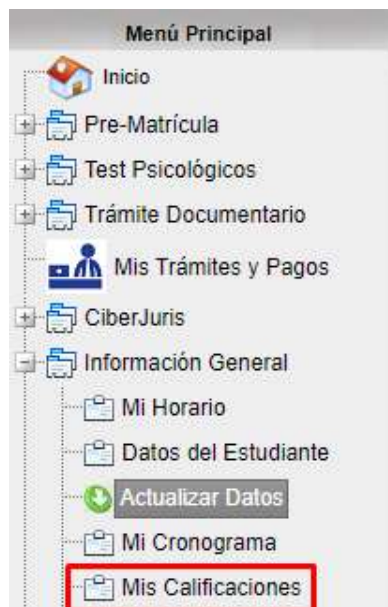 Menú Principal
Inicio
Pre-Matrícula
Test Psicológicos
Trámite Documentario
Mis Trámites y Pagos
CiberJuris
Información General
Mi Horario
Datos del Estudiante
Actualizar Datos
Mi Cronograma
Mis Calificaciones